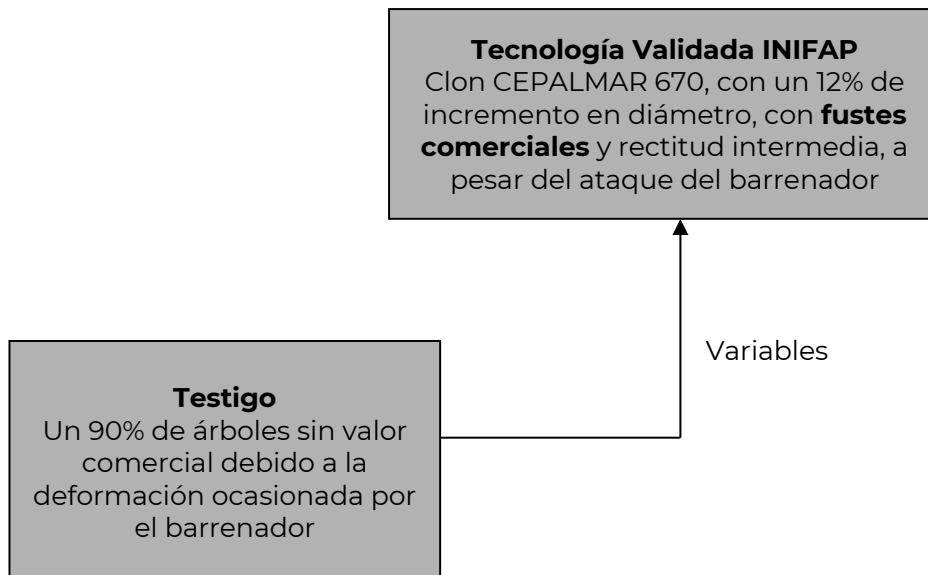 Tecnología Validada INIFAP
Clon CEPALMAR 670, con un 12% de
incremento en diámetro, con fustes
comerciales y rectitud intermedia, a
pesar del ataque del barrenador
Variables
Testigo
Un 90% de árboles sin valor
comercial debido a la
deformación ocasionada por
el barrenador